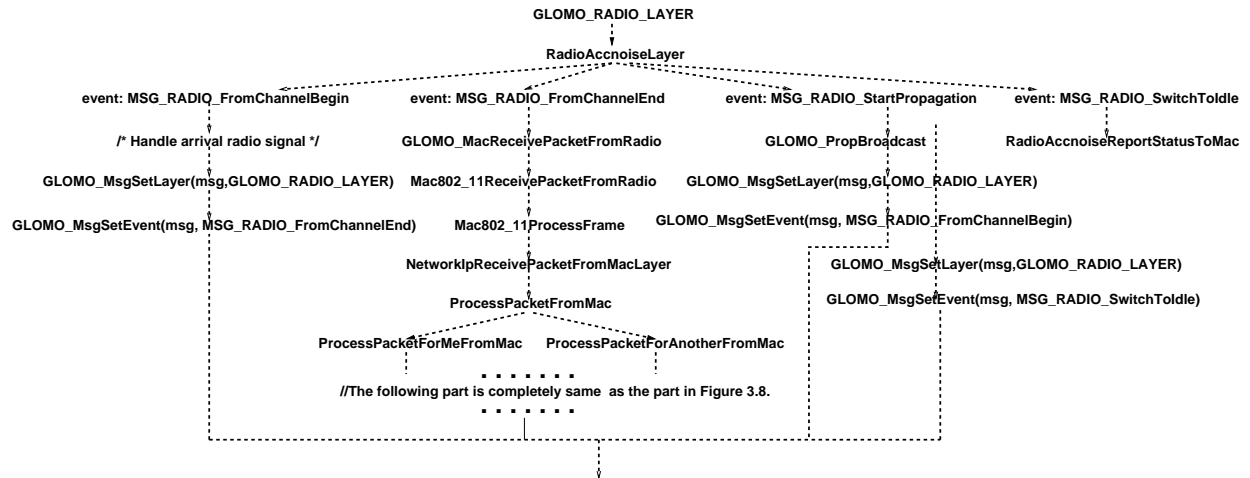 GLOMO_RADIO_LAYER
RadioAccnoiseLayer
event: MSG_RADIO_FromChannelBegin
event: MSG_RADIO_FromChannelEnd
event: MSG_RADIO_StartPropagation
event: MSG_RADIO_SwitchToIdle
/* Handle arrival radio signal */
GLOMO_MacReceivePacketFromRadio
GLOMO_PropBroadcast
RadioAccnoiseReportStatusToMac
GLOMO_MsgSetLayer(msg,GLOMO_RADIO_LAYER)
Mac802_11ReceivePacketFromRadio
GLOMO_MsgSetLayer(msg,GLOMO_RADIO_LAYER)
GLOMO_MsgSetEvent(msg, MSG_RADIO_FromChannelEnd)
Mac802_11ProcessFrame
GLOMO_MsgSetEvent(msg, MSG_RADIO_FromChannelBegin)
NetworkIpReceivePacketFromMacLayer
GLOMO_MsgSetLayer(msg,GLOMO_RADIO_LAYER)
ProcessPacketFromMac
GLOMO_MsgSetEvent(msg, MSG_RADIO_SwitchToIdle)
ProcessPacketForMeFromMac
ProcessPacketForAnotherFromMac
//The following part is completely same as the part in Figure 3.8.